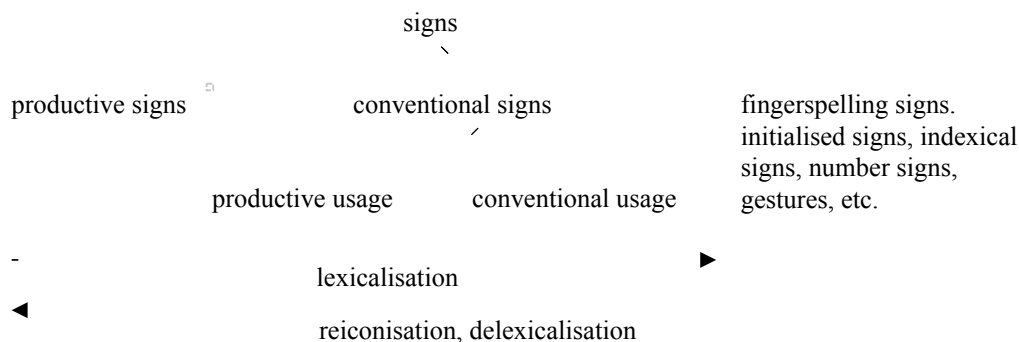 signs
productive signs
conventional signs
fingerspelling signs.
initialised signs, indexical
signs, number signs,
gestures, etc.
productive usage
conventional usage
lexicalisation
reiconisation, delexicalisation